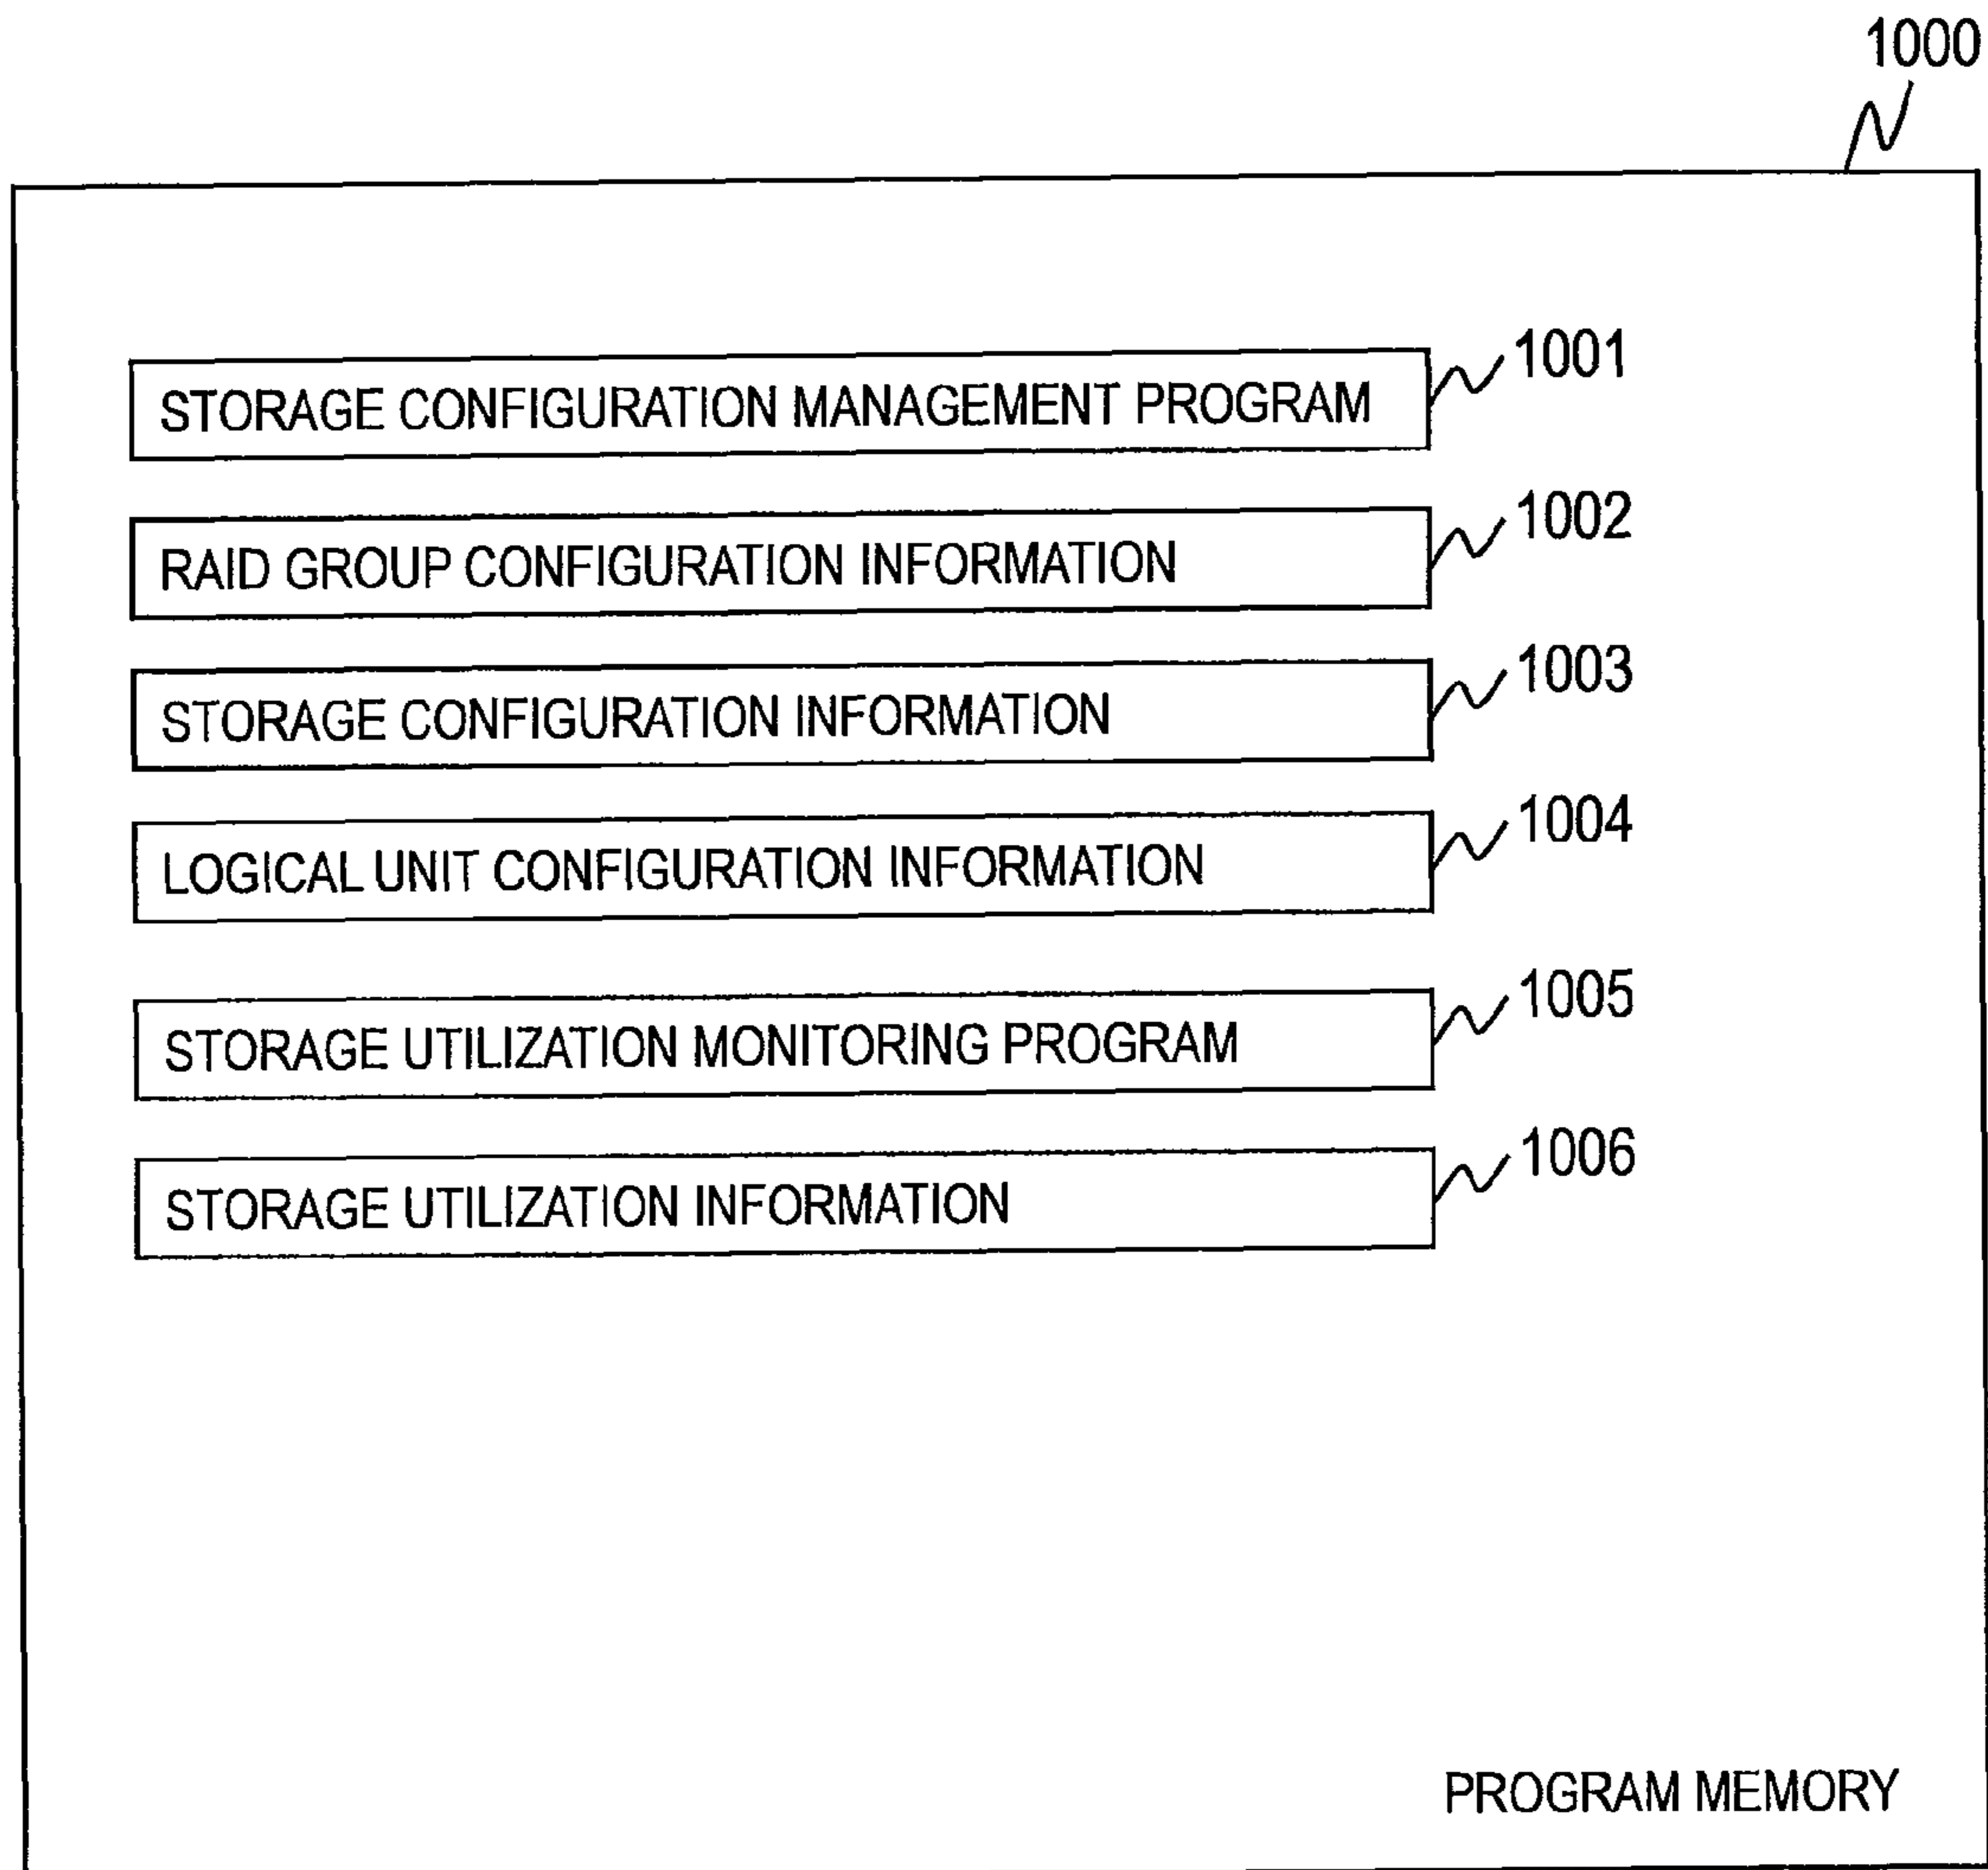 1000
STORAGE CONFIGURATION MANAGEMENT PROGRAM 1001
RAID GROUP CONFIGURATION INFORMATION 1002
STORAGE CONFIGURATION INFORMATION 1003
LOGICAL UNIT CONFIGURATION INFORMATION 1004
STORAGE UTILIZATION MONITORING PROGRAM 1005
STORAGE UTILIZATION INFORMATION 1006
PROGRAM MEMORY